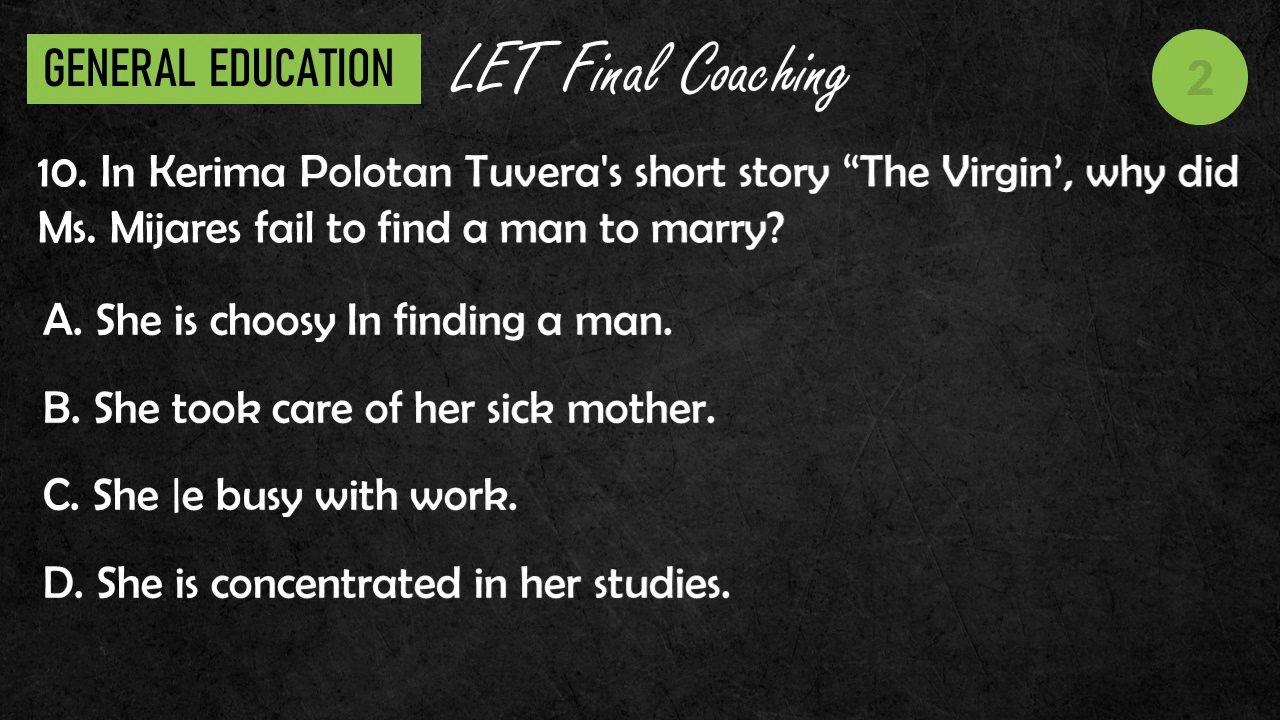 GENERAL EDUCATION LET Final Coaching 2
10. In Kerima Polotan Tuvera's short story “The Virgin’, why did
Ms. Mijares fail to find a man to marry?
A. She is choosy In finding a man.
B. She took care of her sick mother.
C. She |e busy with work.
D. She is concentrated in her studies.